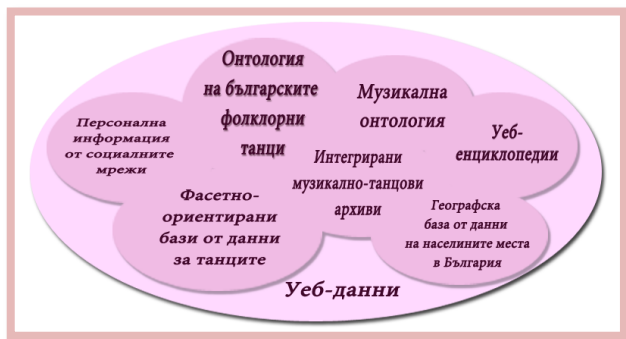 Онтология
на българските
фолклорни
танци
Музикална
онтология
Персонална
информация
от социалните
мрежи
Уеб-
енциклопедии
Интегрирани
музикално-танцови
архиви
Фасетно-
ориентирани
бази от данни
за танците
Географска
база от данни
на населините места
в България
Уеб-данни